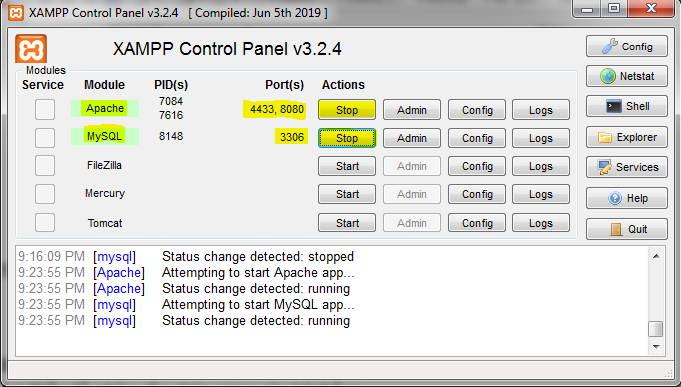 XAMPP Control Panel v3.2.4 [ Compiled: Jun 5th 2019 ]
XAMPP Control Panel v3.2.4
Config
Modules
Service Module PID(s) Port(s) Actions
Netstat
Apache 7084 7616 4433, 8080 Stop Admin Config Logs
Shell
MySQL 8148 3306 Stop Admin Config Logs
Explorer
FileZilla Start Admin Config Logs
Services
Mercury Start Admin Config Logs
Help
Tomcat Start Admin Config Logs
Quit
9:16:09 PM [mysql] Status change detected: stopped
9:23:55 PM [Apache] Attempting to start Apache app...
9:23:55 PM [Apache] Status change detected: running
9:23:55 PM [mysql] Attempting to start MySQL app...
9:23:55 PM [mysql] Status change detected: running